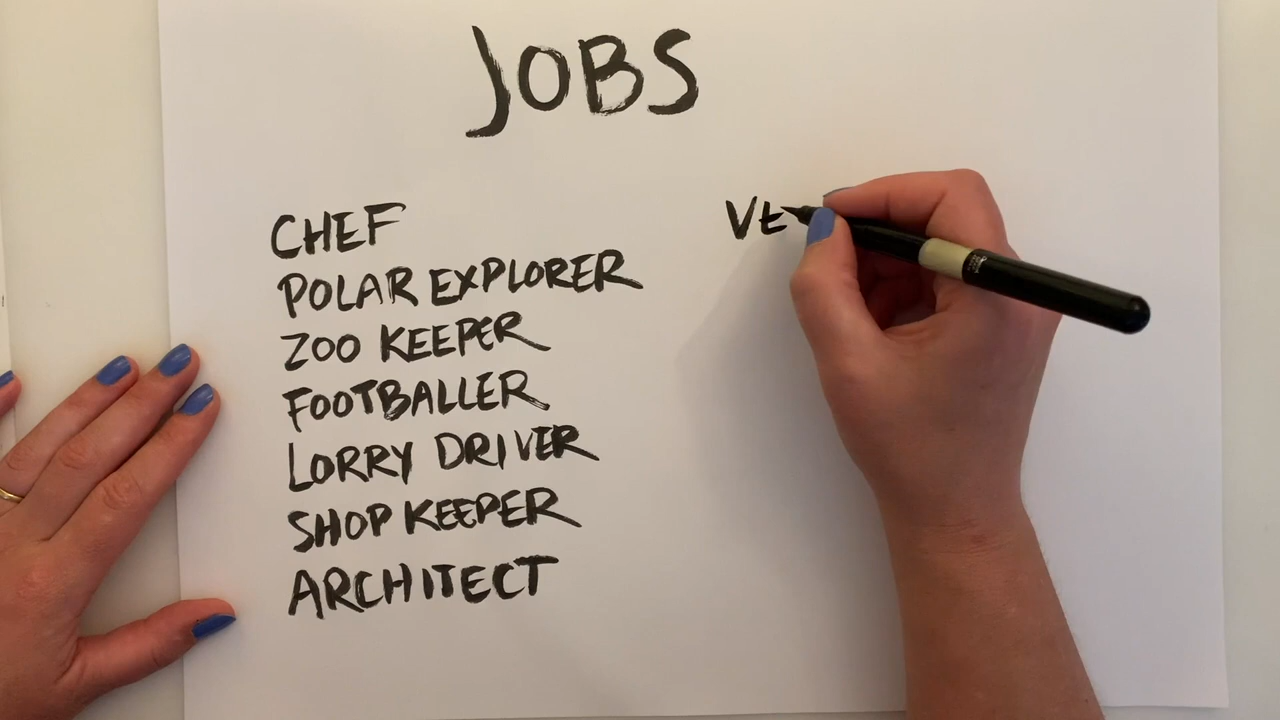 JOBS
CHEF
POLAR EXPLORER
ZOO KEEPER
FOOTBALLER
LORRY DRIVER
SHOP KEEPER
ARCHITECT
VE